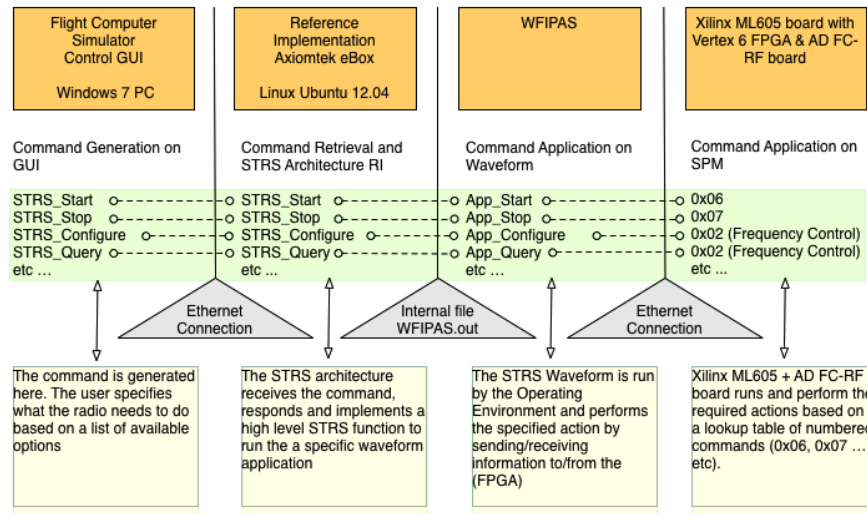 Flight Computer
Simulator
Control GUI
Windows 7 PC
Reference
Implementation
Axiomtek eBox
Linux Ubuntu 12.04
WFIPAS
Xilinx ML605 board with
Vertex 6 FPGA & AD FC-
RF board
Command Generation on
GUI
Command Retrieval and
STRS Architecture RI
Command Application on
Waveform
Command Application on
SPM
STRS_Start
STRS_Stop
STRS_Configure
STRS_Query
etc ...
STRS_Start
STRS_Stop
STRS_Configure
STRS_Query
etc ...
App_Start
App_Stop
App_Configure
App_Query
etc ...
0x06
0x07
0x02 (Frequency Control)
0x02 (Frequency Control)
etc ...
Ethernet
Connection
Internal file
WFIPAS.out
Ethernet
Connection
The command is generated
here. The user specifies
what the radio needs to do
based on a list of available
options
The STRS architecture
receives the command,
responds and implements a
high level STRS function to
run the a specific waveform
application
The STRS Waveform is run
by the Operating
Environment and performs
the specified action by
sending/receiving
information to/from the
(FPGA)
Xilinx ML605 + AD FC-RF
board runs and perform the
required actions based on
a lookup table of numbered
commands (0x06, 0x07 ...
etc).